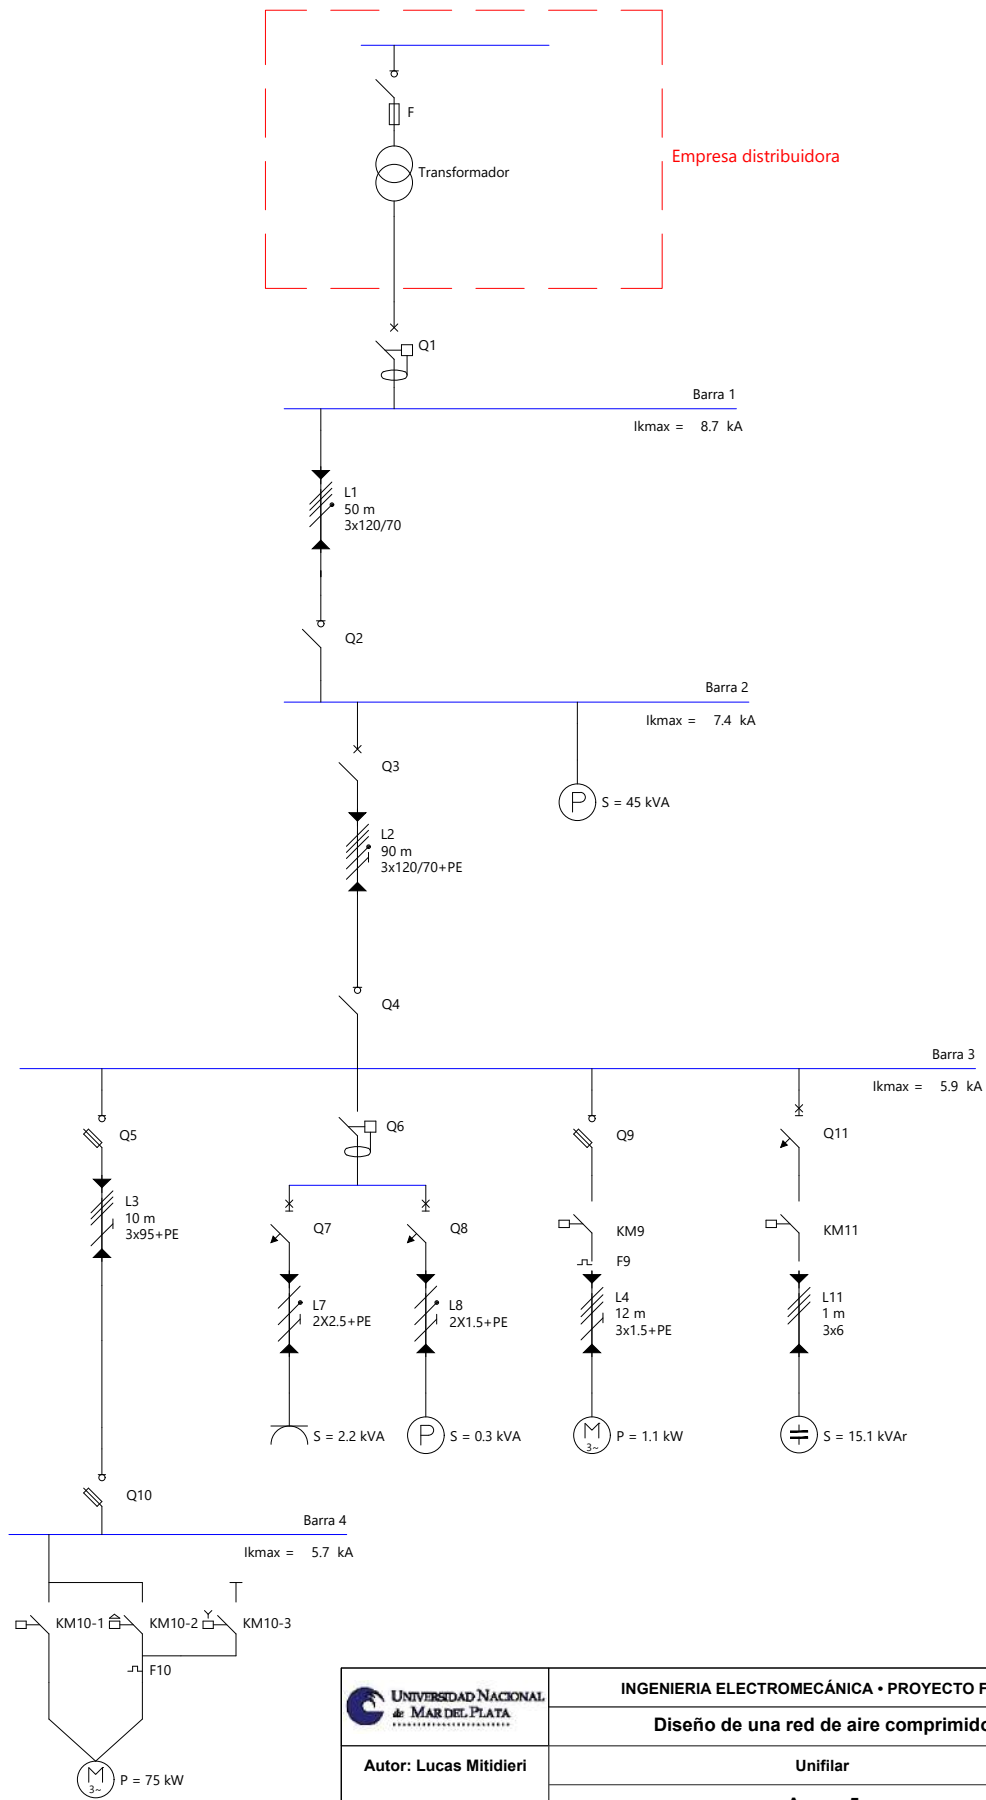 F
Transformador
Empresa distribuidora
Q1
Barra 1
Ikmax = 8.7 kA
L1
50 m
3x120/70
Q2
Barra 2
Ikmax = 7.4 kA
Q3
P
S = 45 kVA
L2
90 m
3x120/70+PE
Q4
Barra 3
Ikmax = 5.9 kA
Q5
Q6
Q9
Q11
L3
10 m
3x95+PE
Q7
Q8
KM9
KM11
F9
L7
2X2.5+PE
L8
2X1.5+PE
L4
12 m
3x1.5+PE
L11
1 m
3x6
S = 2.2 kVA
P
S = 0.3 kVA
M
3~
P = 1.1 kW
S = 15.1 kVAr
Q10
Barra 4
Ikmax = 5.7 kA
Y
KM10-1
KM10-2
KM10-3
F10
M
3~
P = 75 kW
UNIVERSIDAD NACIONAL
de MAR DEL PLATA
INGENIERIA ELECTROMECÁNICA • PROYECTO F
Diseño de una red de aire comprimido
Autor: Lucas Mitidieri
Unifilar